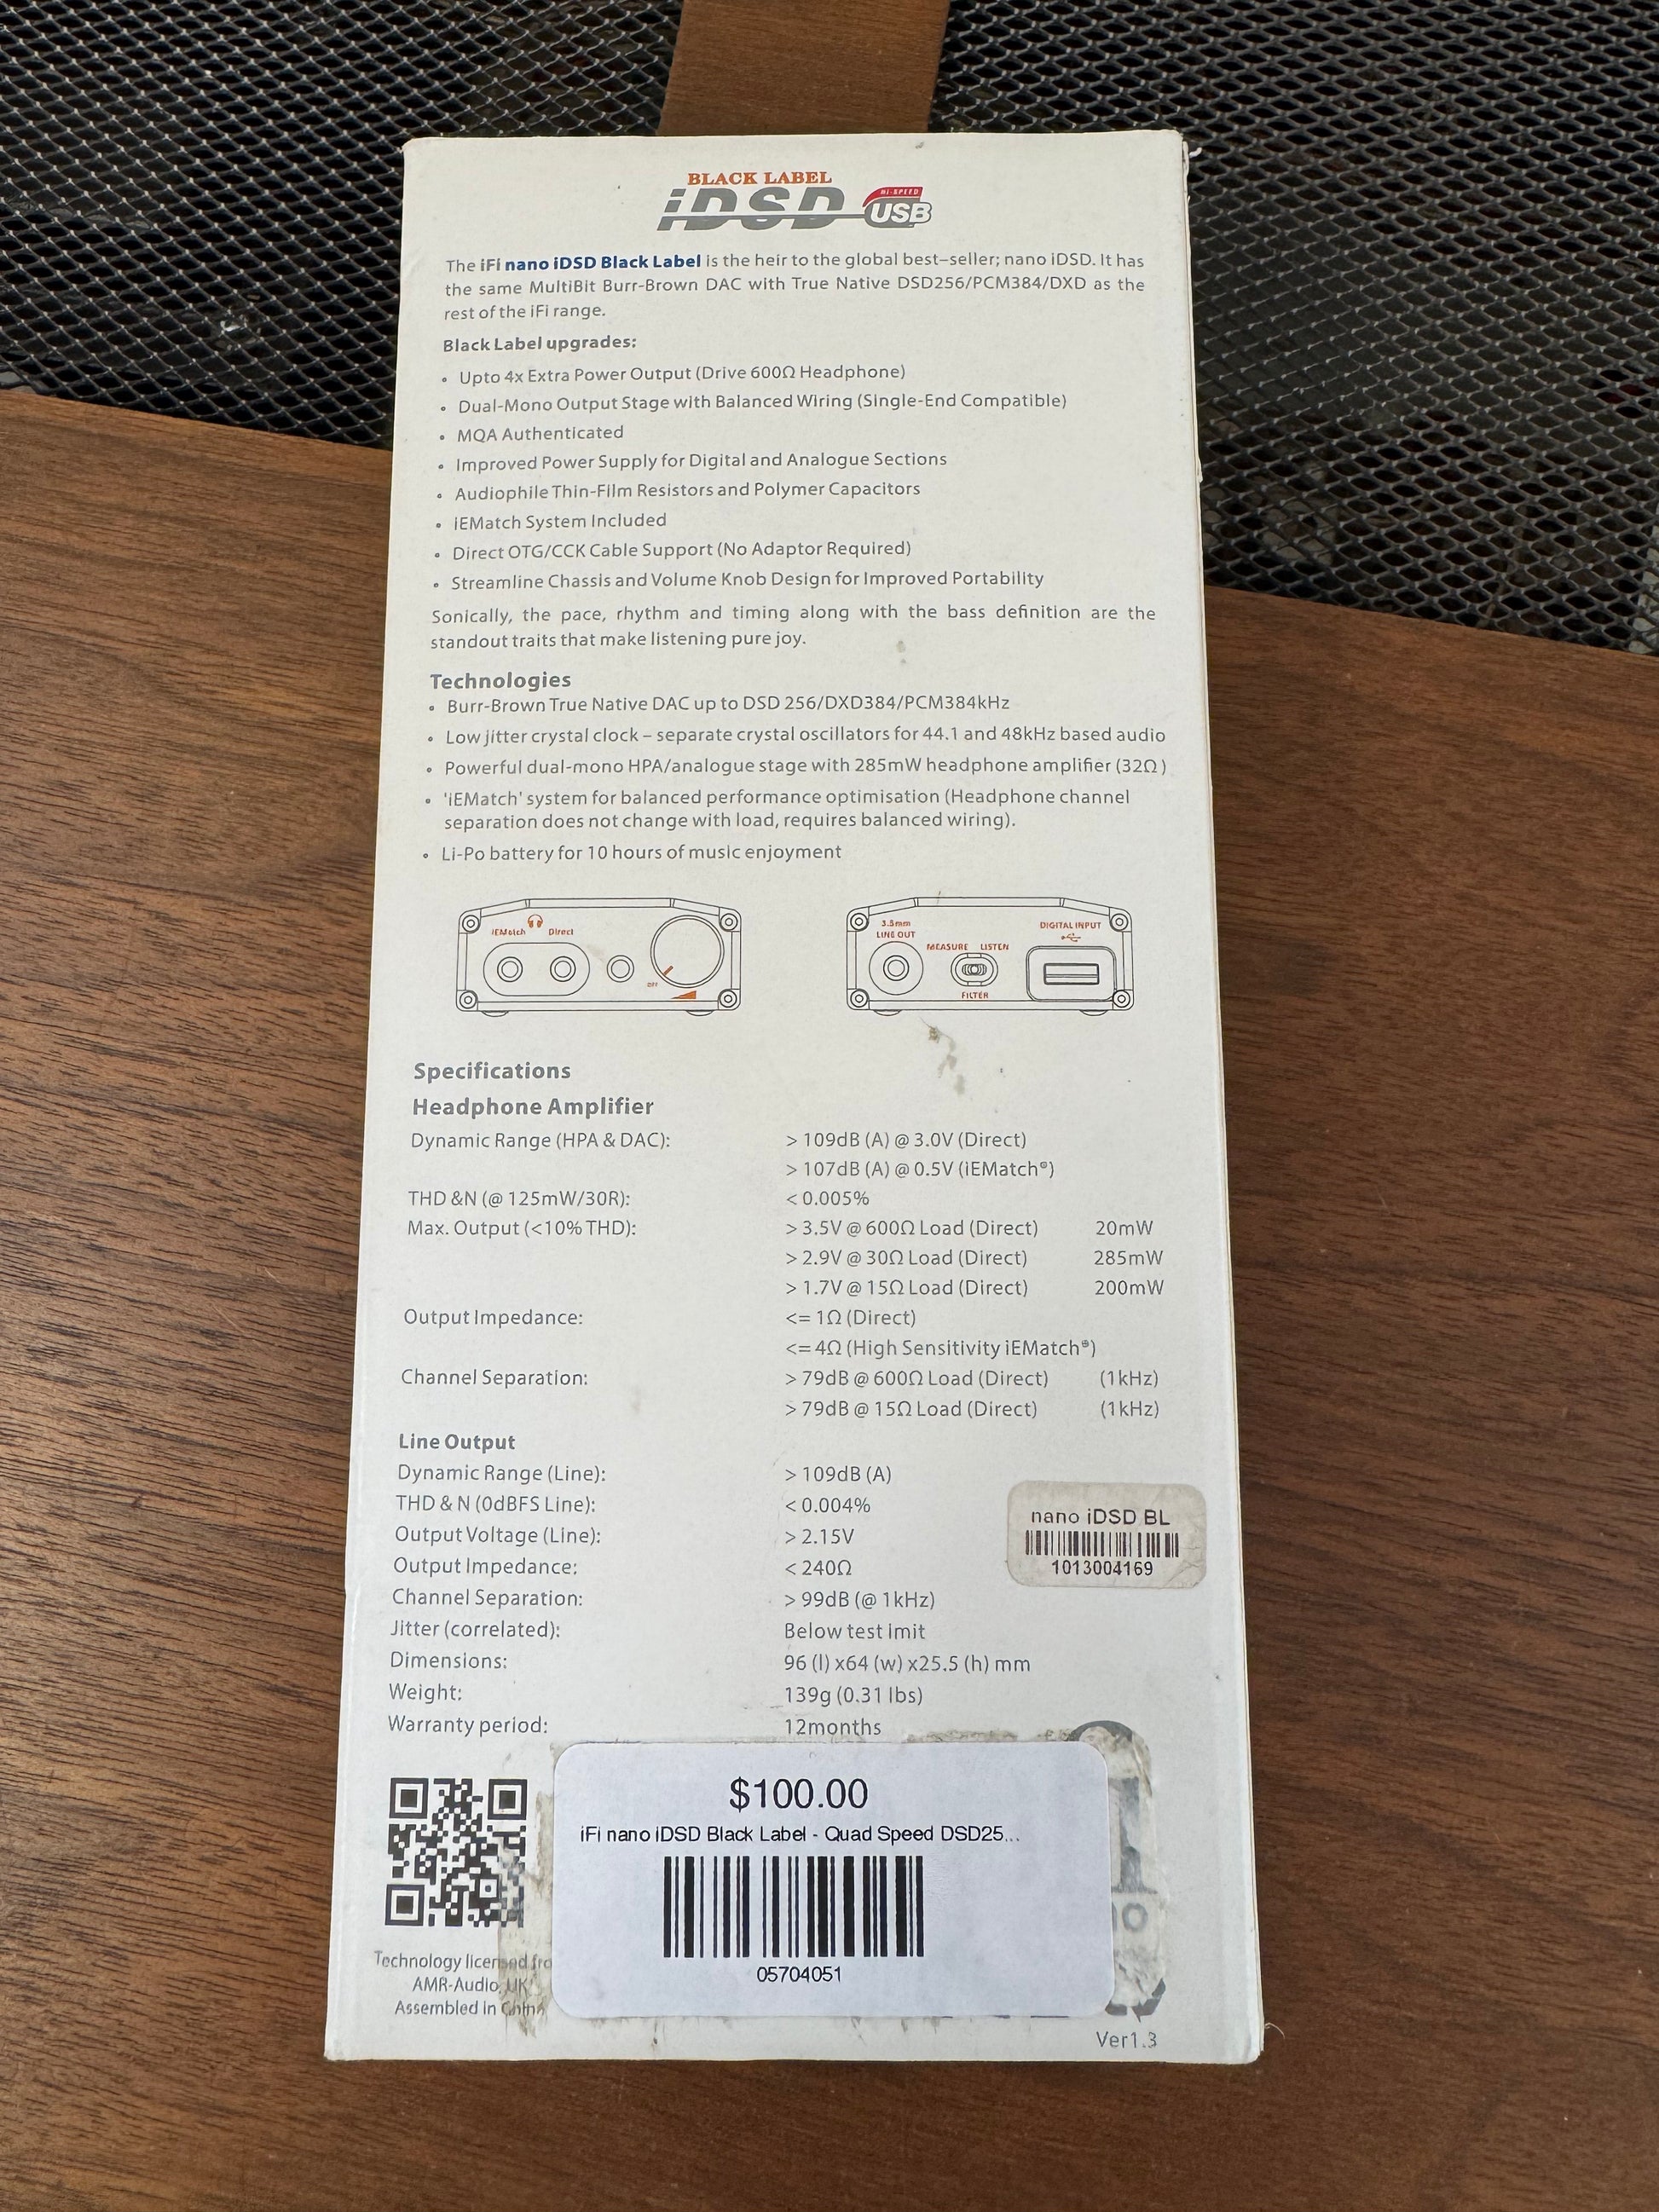 BLACK LABEL
iDSD HI-SPEED USB
The iFi nano iDSD Black Label is the heir to the global best-seller; nano iDSD. It has
the same MultiBit Burr-Brown DAC with True Native DSD256/PCM384/DXD as the
rest of the iFi range.
Black Label upgrades:
• Upto 4x Extra Power Output (Drive 600Ω Headphone)
• Dual-Mono Output Stage with Balanced Wiring (Single-End Compatible)
• MQA Authenticated
• Improved Power Supply for Digital and Analogue Sections
• Audiophile Thin-Film Resistors and Polymer Capacitors
• iEMatch System Included
• Direct OTG/CCK Cable Support (No Adaptor Required)
• Streamline Chassis and Volume Knob Design for Improved Portability
Sonically, the pace, rhythm and timing along with the bass definition are the
standout traits that make listening pure joy.
Technologies
• Burr-Brown True Native DAC up to DSD 256/DXD384/PCM384kHz
• Low jitter crystal clock – separate crystal oscillators for 44.1 and 48kHz based audio
• Powerful dual-mono HPA/analogue stage with 285mW headphone amplifier (32Ω )
• 'iEMatch' system for balanced performance optimisation (Headphone channel
separation does not change with load, requires balanced wiring).
• Li-Po battery for 10 hours of music enjoyment
iEMatch Direct
OFF
3.5mm
LINE OUT
MEASURE LISTEN
FILTER
DIGITAL INPUT
Specifications
Headphone Amplifier
Dynamic Range (HPA & DAC): > 109dB (A) @ 3.0V (Direct)
> 107dB (A) @ 0.5V (iEMatch®)
THD &N (@ 125mW/30R): < 0.005%
Max. Output (<10% THD): > 3.5V @ 600Ω Load (Direct) 20mW
> 2.9V @ 30Ω Load (Direct) 285mW
> 1.7V @ 15Ω Load (Direct) 200mW
Output Impedance: <= 1Ω (Direct)
<= 4Ω (High Sensitivity iEMatch®)
Channel Separation: > 79dB @ 600Ω Load (Direct) (1kHz)
> 79dB @ 15Ω Load (Direct) (1kHz)
Line Output
Dynamic Range (Line): > 109dB (A)
THD & N (0dBFS Line): < 0.004%
Output Voltage (Line): > 2.15V
Output Impedance: < 240Ω
Channel Separation: > 99dB (@ 1kHz)
Jitter (correlated): Below test imit
Dimensions: 96 (l) x64 (w) x25.5 (h) mm
Weight: 139g (0.31 lbs)
Warranty period: 12months
nano iDSD BL
1013004169
$100.00
iFi nano iDSD Black Label - Quad Speed DSD25...
05704051
Technology licensed fro
AMR-Audio, UK
Assembled in China
Ver1.3